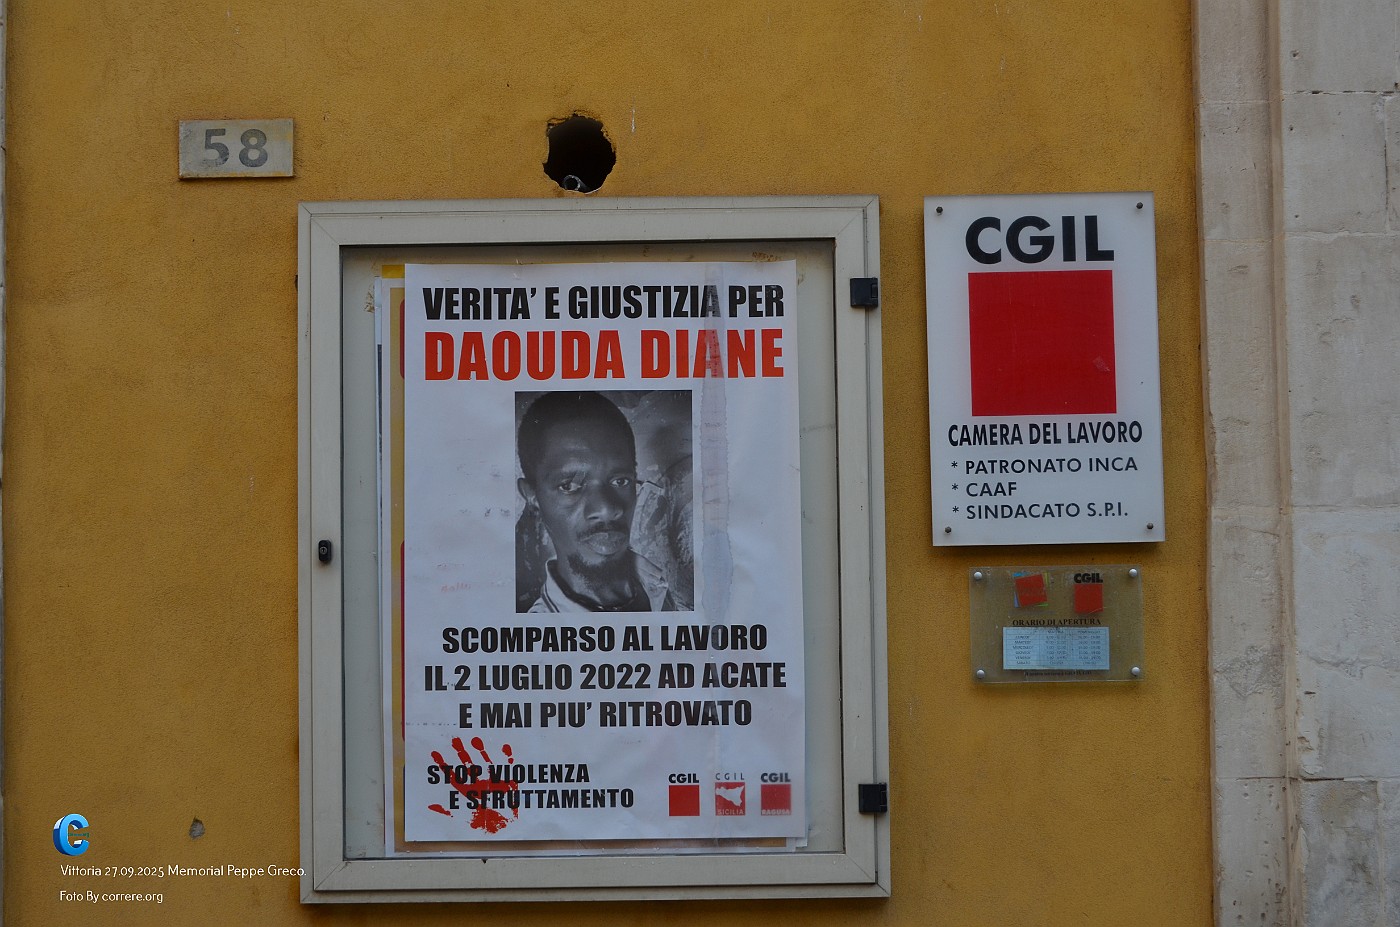 58
VERITA' E GIUSTIZIA PER
DAOUDA DIANE
SCOMPARSO AL LAVORO
IL 2 LUGLIO 2022 AD ACATE
E MAI PIU' RITROVATO
STOP VIOLENZA
E SFRUTTAMENTO
CGIL
CGIL
SICILIA
CGIL
RAGUSA
CGIL
CAMERA DEL LAVORO
* PATRONATO INCA
* CAAF
* SINDACATO S.P.I.
CGIL
ORARIO DI APERTURA
Vittoria 27.09.2025 Memorial Peppe Greco.
Foto By correre.org